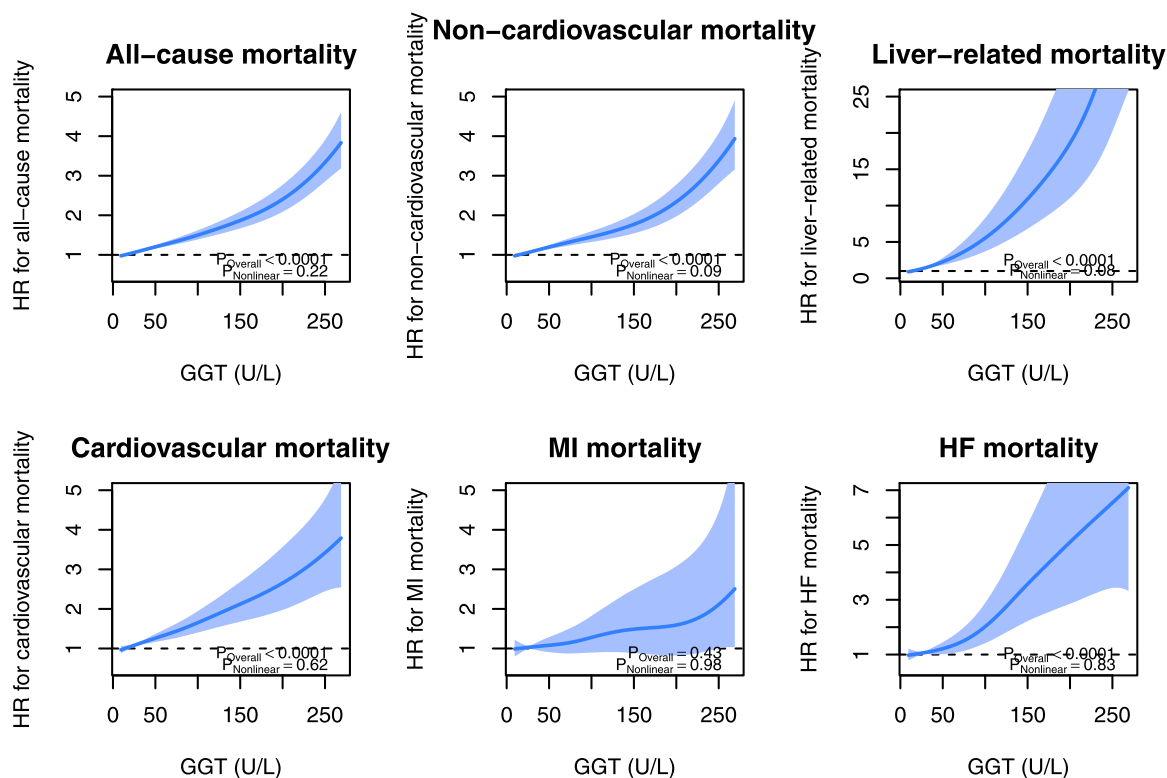 All−cause mortality
HR for all−cause mortality
5
4
3
2
1
P Overall < 0.0001
P Nonlinear = 0.22
0 50 150 250
GGT (U/L)
Non−cardiovascular mortality
HR for non−cardiovascular mortality
5
4
3
2
1
P Overall < 0.0001
P Nonlinear = 0.09
0 50 150 250
GGT (U/L)
Liver−related mortality
HR for liver−related mortality
25
15
5
0
P Overall < 0.0001
P Nonlinear = 0.08
0 50 150 250
GGT (U/L)
Cardiovascular mortality
HR for cardiovascular mortality
5
4
3
2
1
P Overall < 0.0001
P Nonlinear = 0.62
0 50 150 250
GGT (U/L)
MI mortality
HR for MI mortality
5
4
3
2
1
P Overall = 0.43
P Nonlinear = 0.98
0 50 150 250
GGT (U/L)
HF mortality
HR for HF mortality
7
5
3
1
P Overall < 0.0001
P Nonlinear = 0.83
0 50 150 250
GGT (U/L)